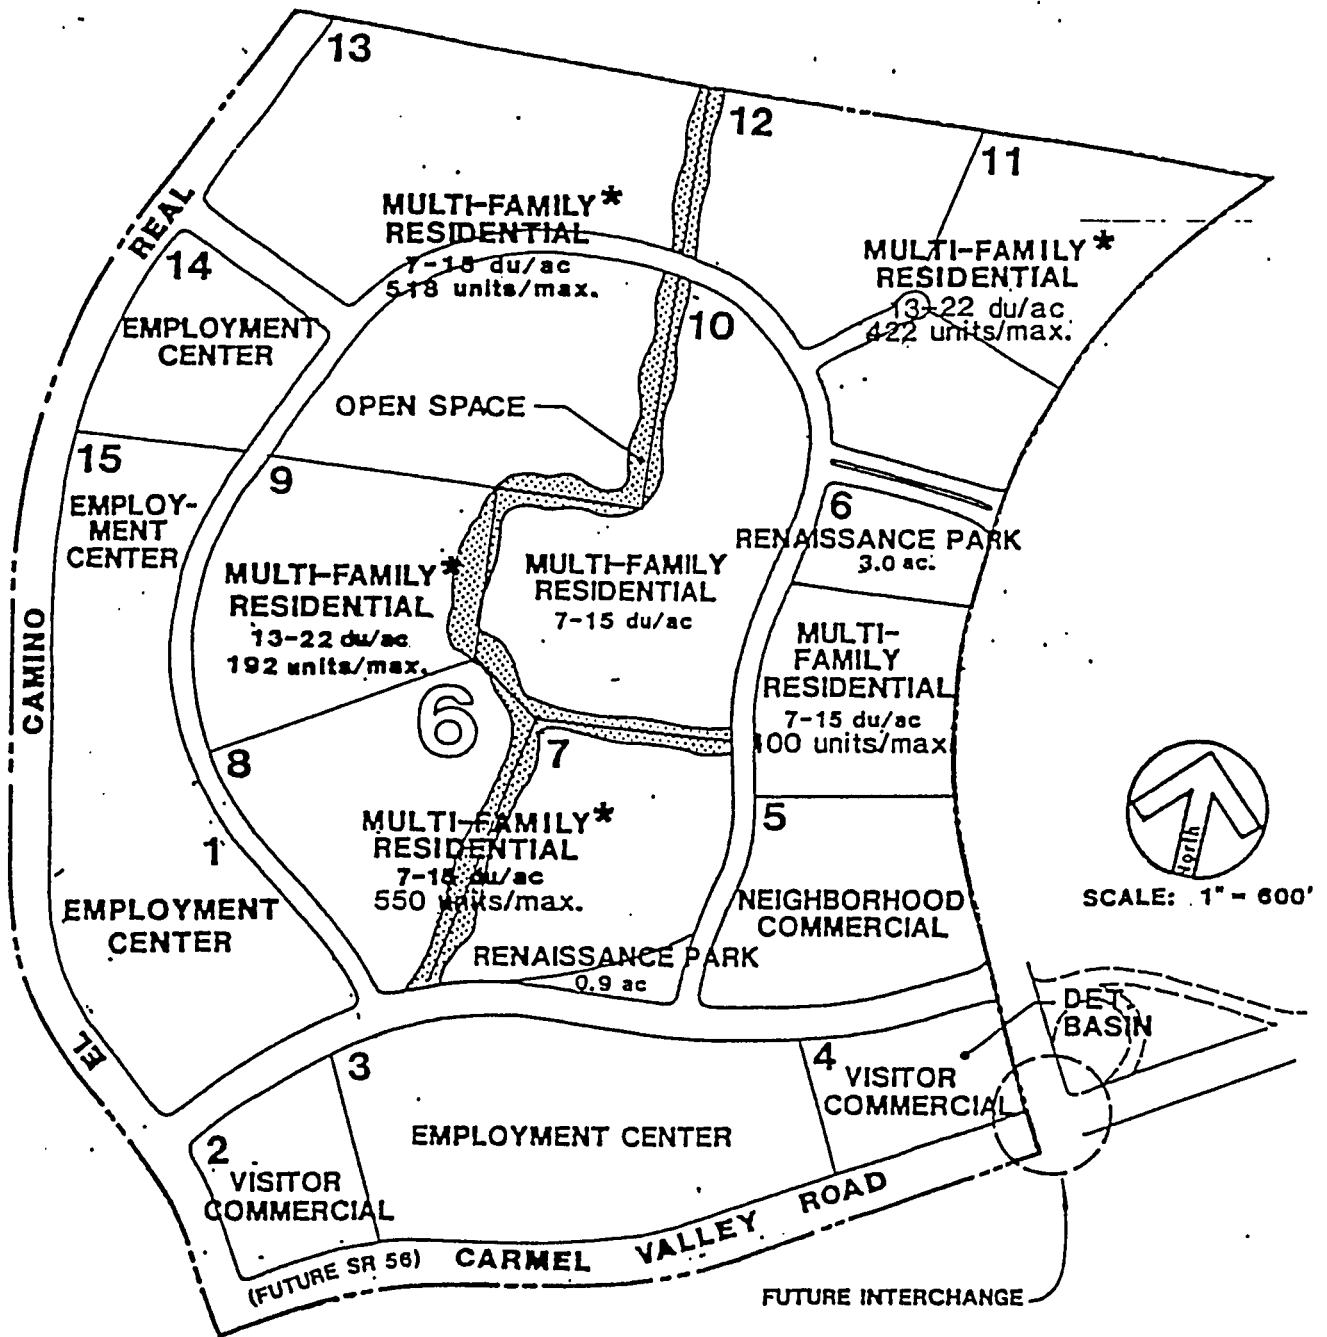 13
12
11
MULTI-FAMILY*
RESIDENTIAL
7-15 du/ac
518 units/max.
REAL
14
EMPLOYMENT
CENTER
MULTI-FAMILY*
RESIDENTIAL
13-22 du/ac
422 units/max.
10
OPEN SPACE
15
EMPLOY-
MENT
CENTER
9
6
RENAISSANCE PARK
3.0 ac.
MULTI-FAMILY*
RESIDENTIAL
13-22 du/ac
192 units/max.
MULTI-FAMILY
RESIDENTIAL
7-15 du/ac
MULTI-
FAMILY
RESIDENTIAL
7-15 du/ac
100 units/max
CAMINO
6
8
7
5
1
MULTI-FAMILY*
RESIDENTIAL
7-15 du/ac
550 units/max.
North
SCALE: 1" = 600'
EMPLOYMENT
CENTER
NEIGHBORHOOD
COMMERCIAL
RENAISSANCE PARK
0.9 ac
DET.
BASIN
EL
3
4
VISITOR
COMMERCIAL
EMPLOYMENT CENTER
2
VISITOR
COMMERCIAL
(FUTURE SR 56) CARMEL VALLEY ROAD
FUTURE INTERCHANGE